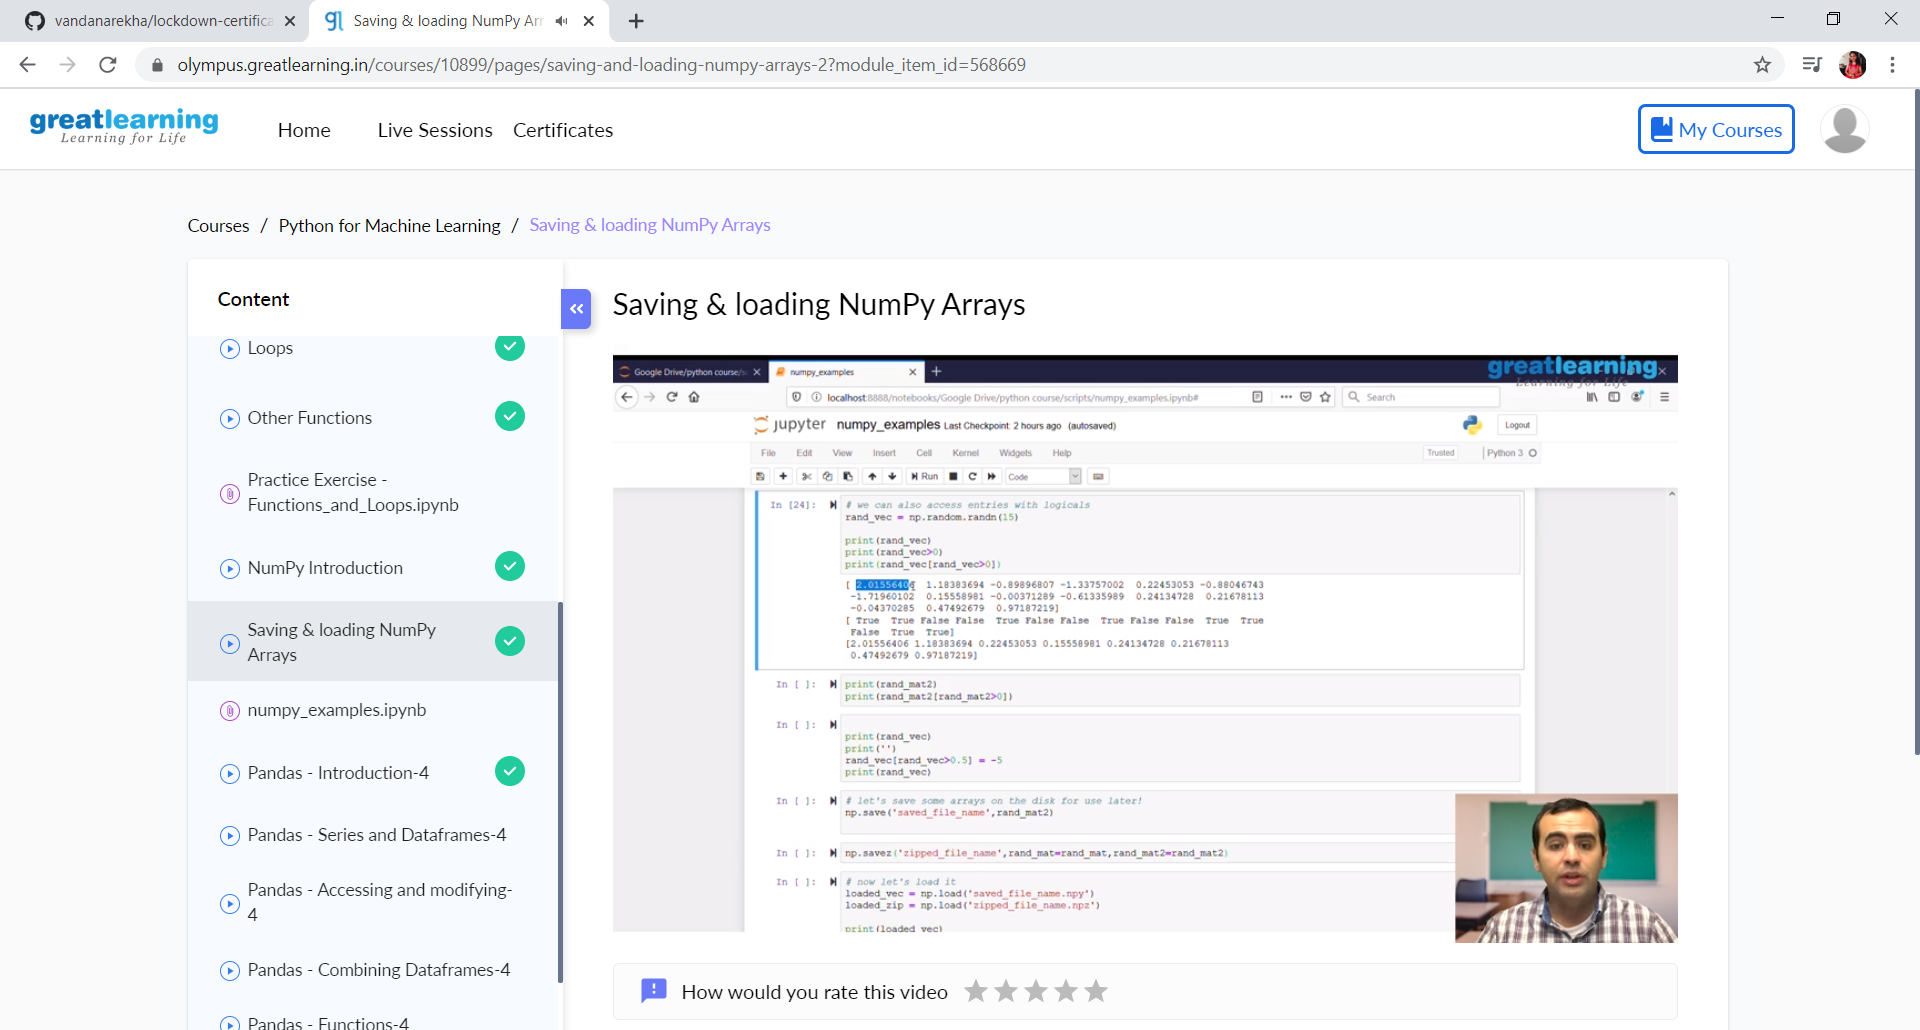 vandanarekha/lockdown-certifica
Saving & loading NumPy Arr
olympus.greatlearning.in/courses/10899/pages/saving-and-loading-numpy-arrays-2?module_item_id=568669
greatlearning
Learning for Life
Home
Live Sessions
Certificates
My Courses
Courses / Python for Machine Learning / Saving & loading NumPy Arrays
Content
Loops
Other Functions
Practice Exercise -
Functions_and_Loops.ipynb
NumPy Introduction
Saving & loading NumPy
Arrays
numpy_examples.ipynb
Pandas - Introduction-4
Pandas - Series and Dataframes-4
Pandas - Accessing and modifying-
4
Pandas - Combining Dataframes-4
Pandas - Functions-4
Saving & loading NumPy Arrays
Google Drive/python course/s
numpy_examples
greatlearning
Learning for Life
localhost:8888/notebooks/Google Drive/python course/scripts/numpy_examples.ipynb#
Search
jupyter numpy_examples Last Checkpoint: 2 hours ago (autosaved)
Logout
File Edit View Insert Cell Kernel Widgets Help
Trusted
Python 3
Run
Code
In [24]: # we can also access entries with logicals
rand_vec = np.random.randn(15)
print(rand_vec)
print(rand_vec>0)
print(rand_vec[rand_vec>0])
[ 2.01556406 1.18383694 -0.89896807 -1.33757002 0.22453053 -0.88046743
-1.71960102 0.15558981 -0.00371289 -0.61335989 0.24134728 0.21678113
-0.04370285 0.47492679 0.97187219]
[ True True False False True False False True False False True True
False True True]
[2.01556406 1.18383694 0.22453053 0.15558981 0.24134728 0.21678113
0.47492679 0.97187219]
In [ ]: print(rand_mat2)
print(rand_mat2[rand_mat2>0])
In [ ]:
print(rand_vec)
print('')
rand_vec[rand_vec>0.5] = -5
print(rand_vec)
In [ ]: # let's save some arrays on the disk for use later!
np.save('saved_file_name',rand_mat2)
In [ ]: np.savez('zipped_file_name',rand_mat=rand_mat,rand_mat2=rand_mat2)
In [ ]: # now let's load it
loaded_vec = np.load('saved_file_name.npy')
loaded_zip = np.load('zipped_file_name.npz')
print(loaded_vec)
How would you rate this video